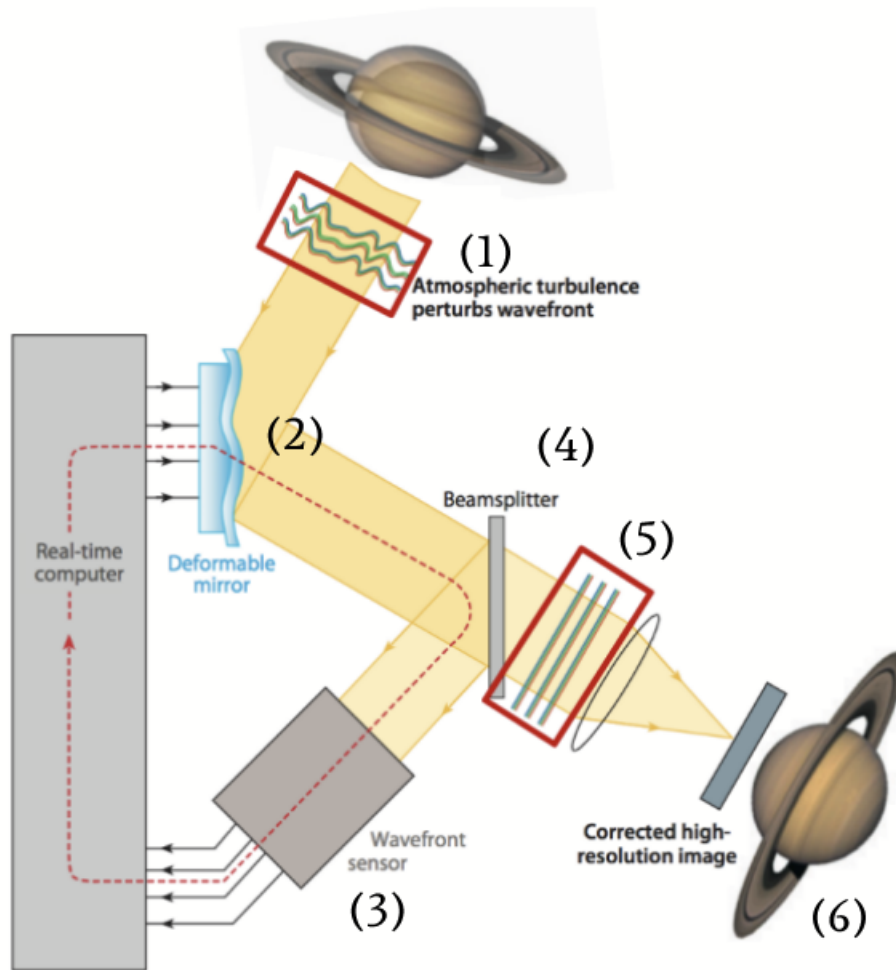 (1)
Atmospheric turbulence
perturbs wavefront
(2)
(4)
Beamsplitter
(5)
Real-time
computer
Deformable
mirror
Wavefront
sensor
(3)
Corrected high-
resolution image
(6)